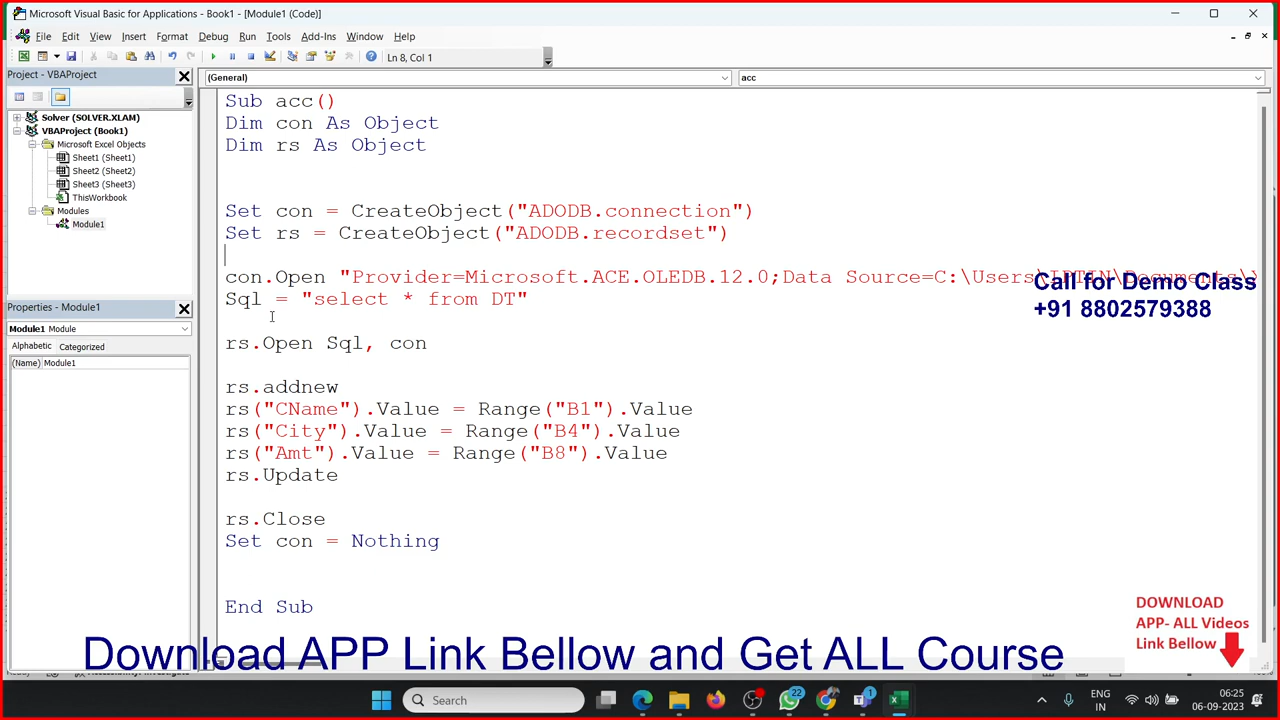 Microsoft Visual Basic for Applications - Book1 - [Module1 (Code)]
File Edit View Insert Format Debug Run Tools Add-Ins Window Help
Ln 8, Col 1
Project - VBAProject
(General)
acc
Solver (SOLVER.XLAM)
VBAProject (Book1)
Microsoft Excel Objects
Sheet1 (Sheet1)
Sheet2 (Sheet2)
Sheet3 (Sheet3)
ThisWorkbook
Modules
Module1
Properties - Module1
Module1 Module
Alphabetic Categorized
(Name) Module1
Sub acc()
Dim con As Object
Dim rs As Object
Set con = CreateObject("ADODB.connection")
Set rs = CreateObject("ADODB.recordset")
con.Open "Provider=Microsoft.ACE.OLEDB.12.0;Data Source=C:\Users\
Sql = "select * from DT"
rs.Open Sql, con
rs.addnew
rs("CName").Value = Range("B1").Value
rs("City").Value = Range("B4").Value
rs("Amt").Value = Range("B8").Value
rs.Update
rs.Close
Set con = Nothing
End Sub
Call for Demo Class
+91 8802579388
DOWNLOAD
APP- ALL Videos
Link Bellow
Download APP Link Bellow and Get ALL Course
Search
22
1
ENG
IN
06:25
06-09-2023